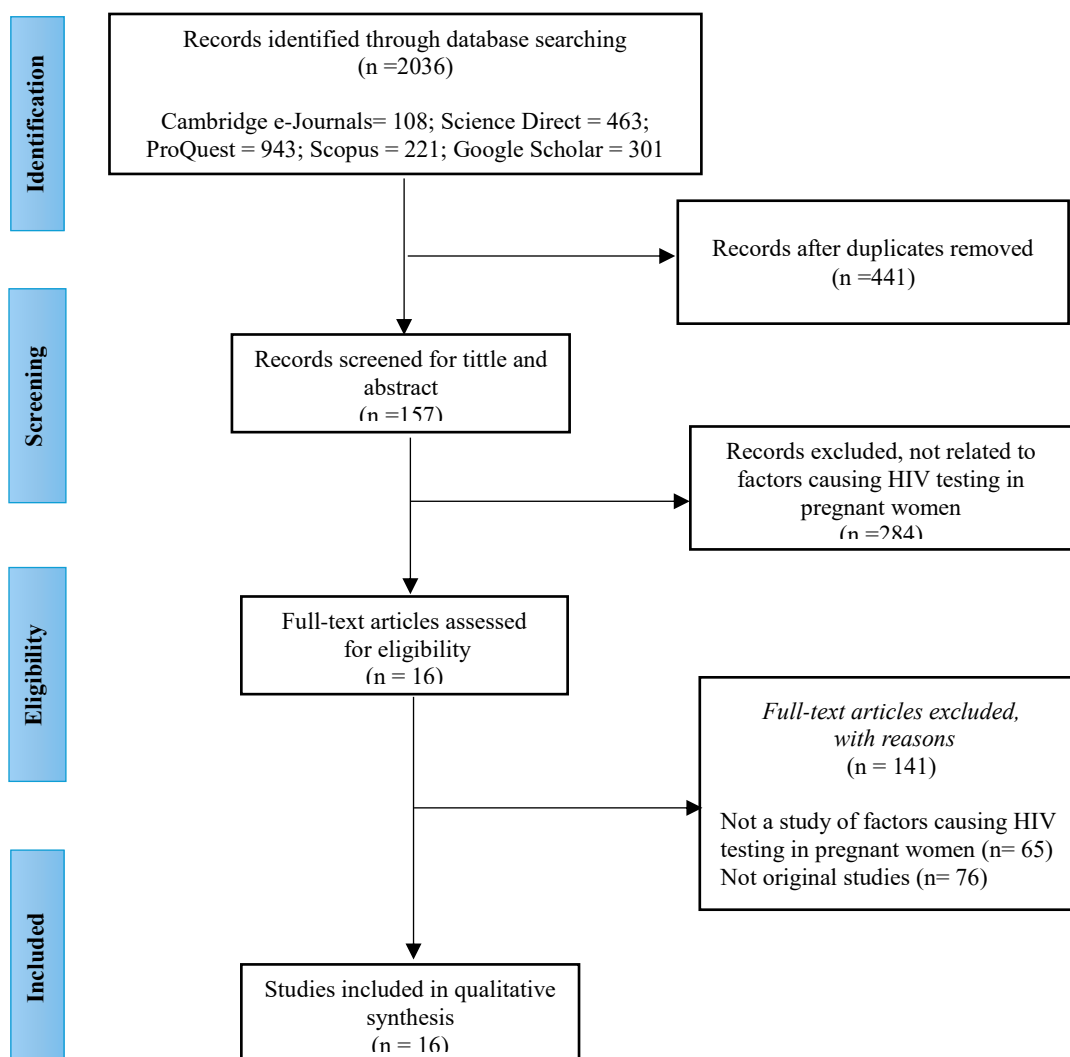 Identification
Records identified through database searching
(n =2036)
Cambridge e-Journals= 108; Science Direct = 463;
ProQuest = 943; Scopus = 221; Google Scholar = 301
Records after duplicates removed
(n =441)
Screening
Records screened for tittle and
abstract
(n =157)
Records excluded, not related to
factors causing HIV testing in
pregnant women
(n =284)
Eligibility
Full-text articles assessed
for eligibility
(n = 16)
Full-text articles excluded,
with reasons
(n = 141)
Not a study of factors causing HIV
testing in pregnant women (n= 65)
Not original studies (n= 76)
Included
Studies included in qualitative
synthesis
(n = 16)